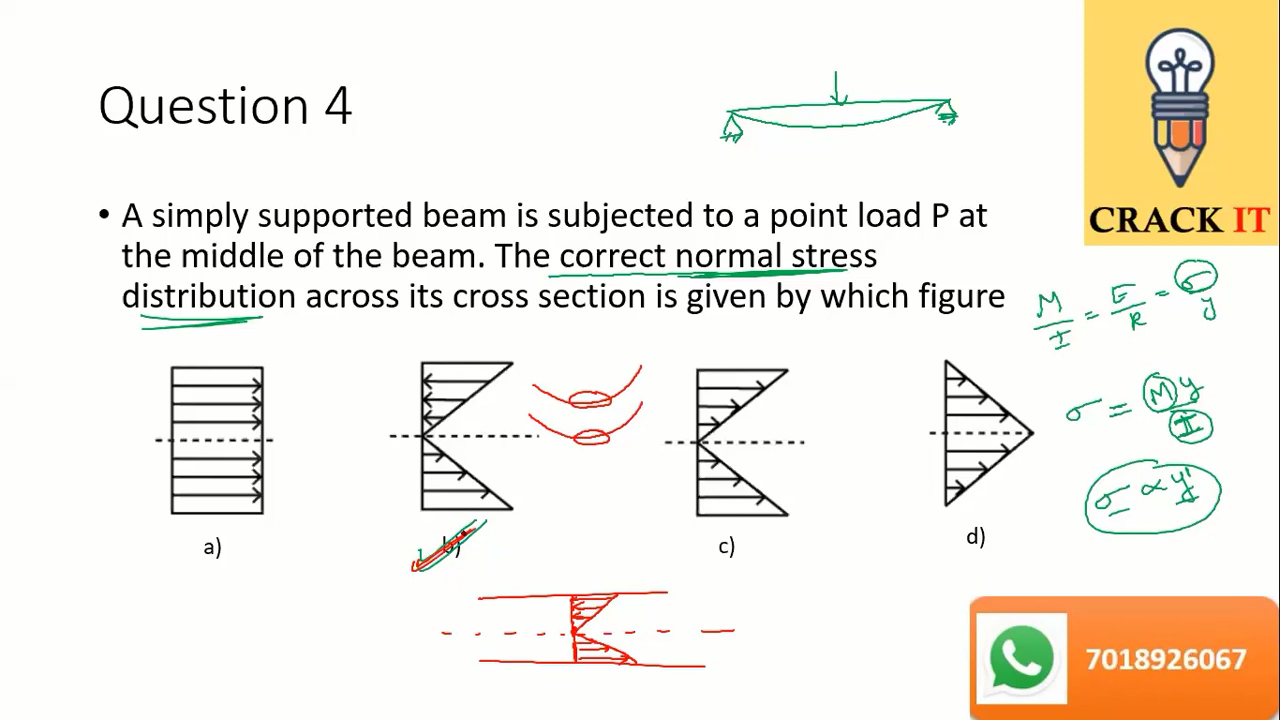 Question 4
CRACK IT
• A simply supported beam is subjected to a point load P at
the middle of the beam. The correct normal stress
distribution across its cross section is given by which figure
M/I = E/R = σ/y
σ = My/I
σ ∝ y
a)
b)
c)
d)
7018926067